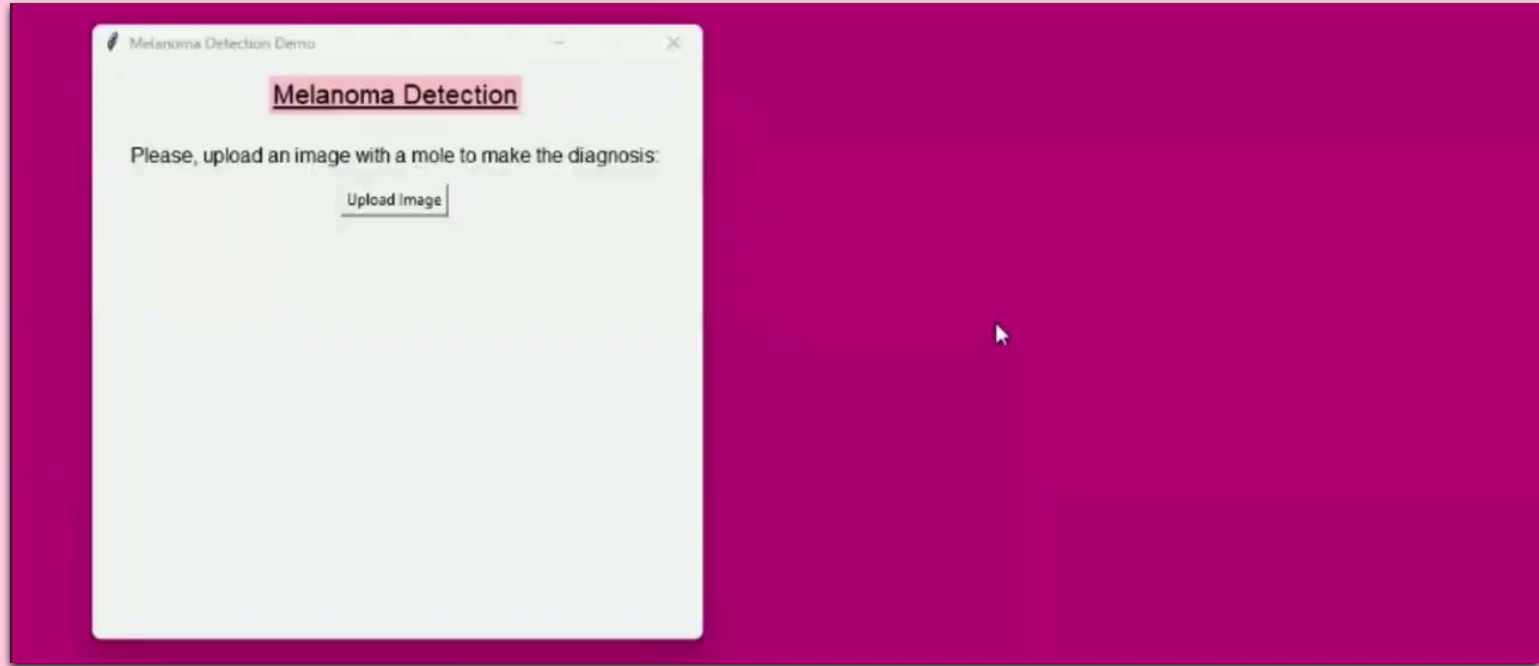 Melanoma Detection Demo
Melanoma Detection
Please, upload an image with a mole to make the diagnosis:
Upload Image